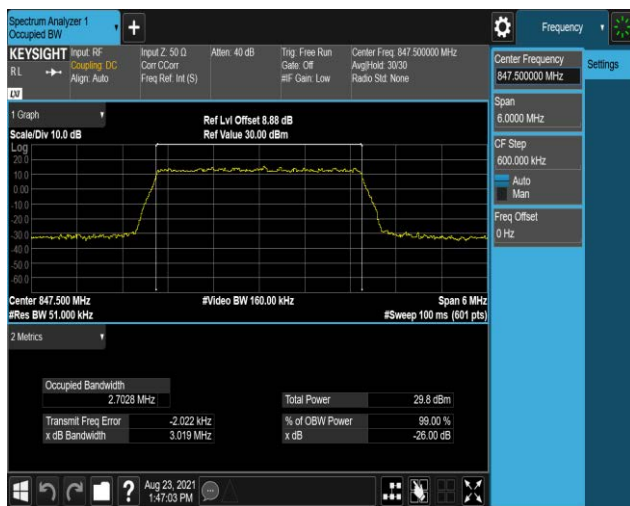 Spectrum Analyzer 1
Occupied BW
+
Frequency
KEYSIGHT
RL
LXI
Input: RF
Coupling: DC
Align: Auto
Input Z: 50 Ω
Corr CCorr
Freq Ref: Int (S)
Atten: 40 dB
Trig: Free Run
Gate: Off
#IF Gain: Low
Center Freq: 847.500000 MHz
Avg|Hold: 30/30
Radio Std: None
Center Frequency
847.500000 MHz
Settings
Span
6.0000 MHz
CF Step
600.000 kHz
Auto
Man
Freq Offset
0 Hz
1 Graph
Scale/Div 10.0 dB
Ref Lvl Offset 8.88 dB
Ref Value 30.00 dBm
Log
20.0
10.0
0.00
-10.0
-20.0
-30.0
-40.0
-50.0
-60.0
Center 847.500 MHz
#Video BW 160.00 kHz
Span 6 MHz
#Res BW 51.000 kHz
#Sweep 100 ms (601 pts)
2 Metrics
Occupied Bandwidth
2.7028 MHz
Total Power 29.8 dBm
Transmit Freq Error -2.022 kHz
% of OBW Power 99.00 %
x dB Bandwidth 3.019 MHz
x dB -26.00 dB
?
Aug 23, 2021
1:47:03 PM